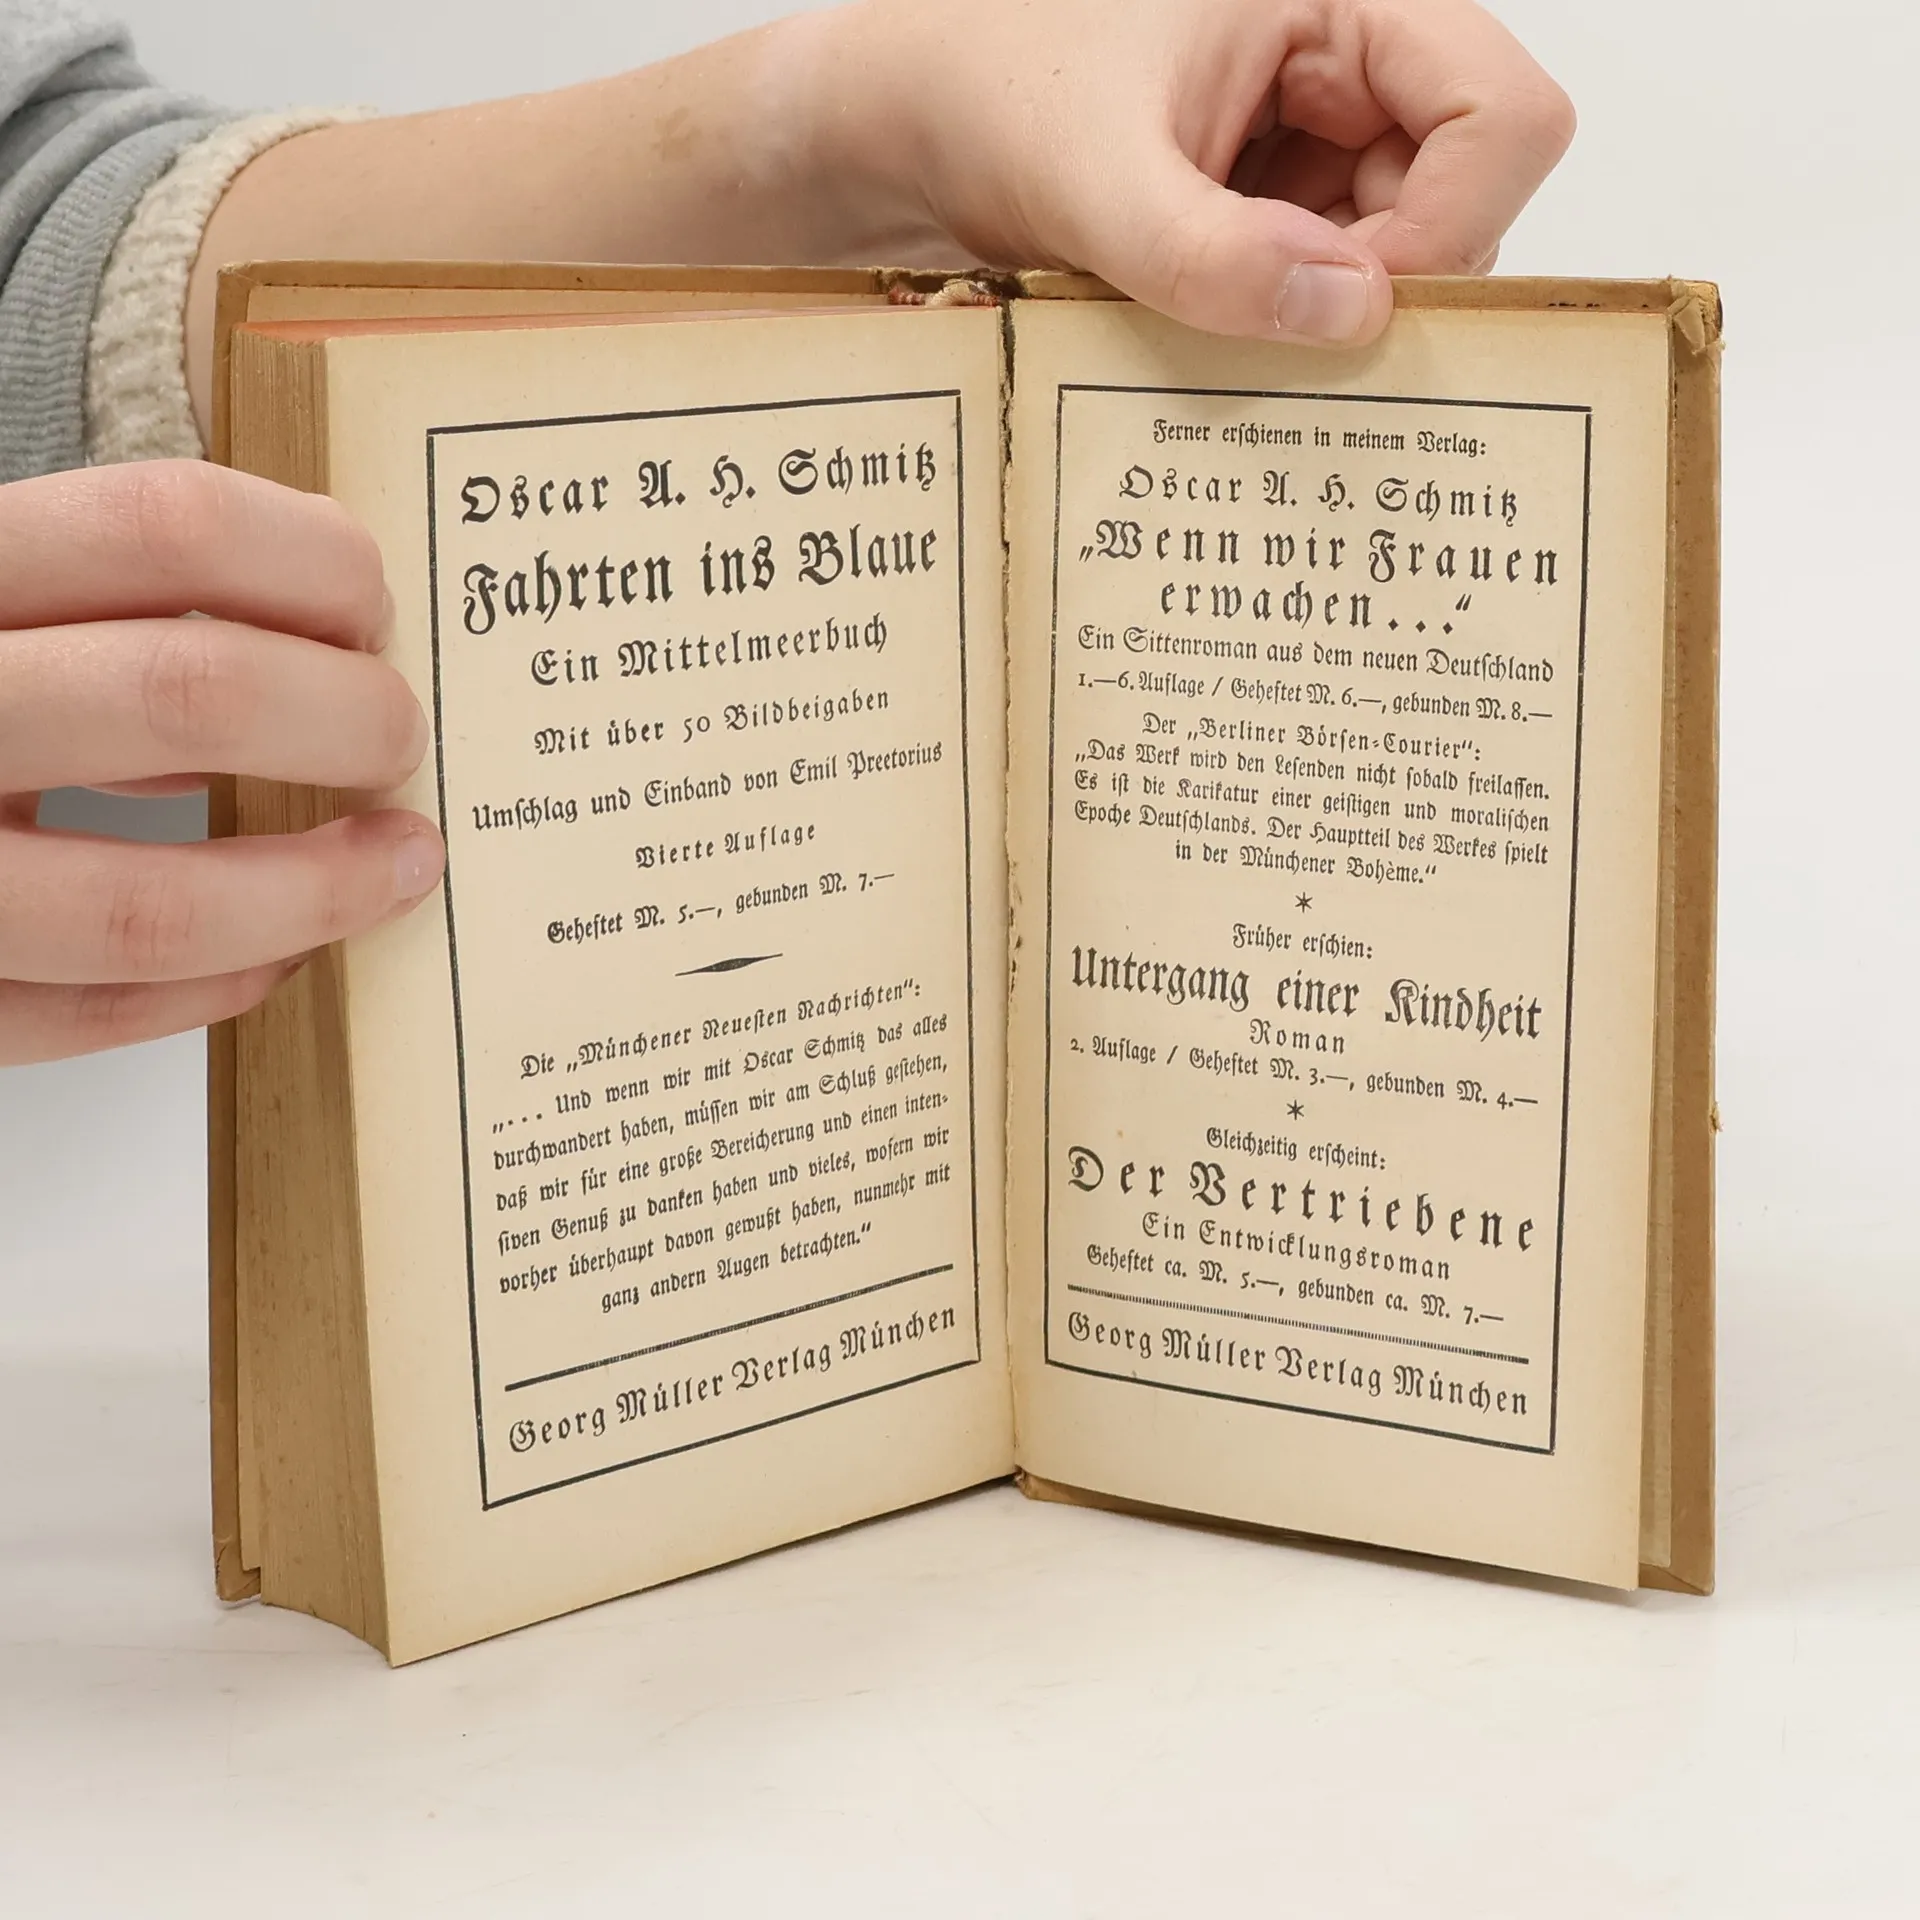 Oscar A. H. Schmitz
Fahrten ins Blaue
Ein Mittelmeerbuch
Mit über 50 Bildbeigaben
Umschlag und Einband von Emil Preetorius
Vierte Auflage
Geheftet M. 5.—, gebunden M. 7.—
Die „Münchener Neuesten Nachrichten“:
„... Und wenn wir mit Oscar Schmitz das alles
durchwandert haben, müssen wir am Schluß gestehen,
daß wir für eine große Bereicherung und einen inten-
siven Genuß zu danken haben und vieles, wofern wir
vorher überhaupt davon gewußt haben, nunmehr mit
ganz andern Augen betrachten.“
Georg Müller Verlag München
Ferner erschienen in meinem Verlag:
Oscar A. H. Schmitz
„Wenn wir Frauen
erwachen...“
Ein Sittenroman aus dem neuen Deutschland
1.—6. Auflage / Geheftet M. 6.—, gebunden M. 8.—
Der „Berliner Börsen-Courier“:
„Das Werk wird den Lesenden nicht sobald freilassen.
Es ist die Karikatur einer geistigen und moralischen
Epoche Deutschlands. Der Hauptteil des Werkes spielt
in der Münchener Bohème.“
*
Früher erschien:
Untergang einer Kindheit
Roman
2. Auflage / Geheftet M. 3.—, gebunden M. 4.—
*
Gleichzeitig erscheint:
Der Vertriebene
Ein Entwicklungsroman
Geheftet ca. M. 5.—, gebunden ca. M. 7.—
Georg Müller Verlag München